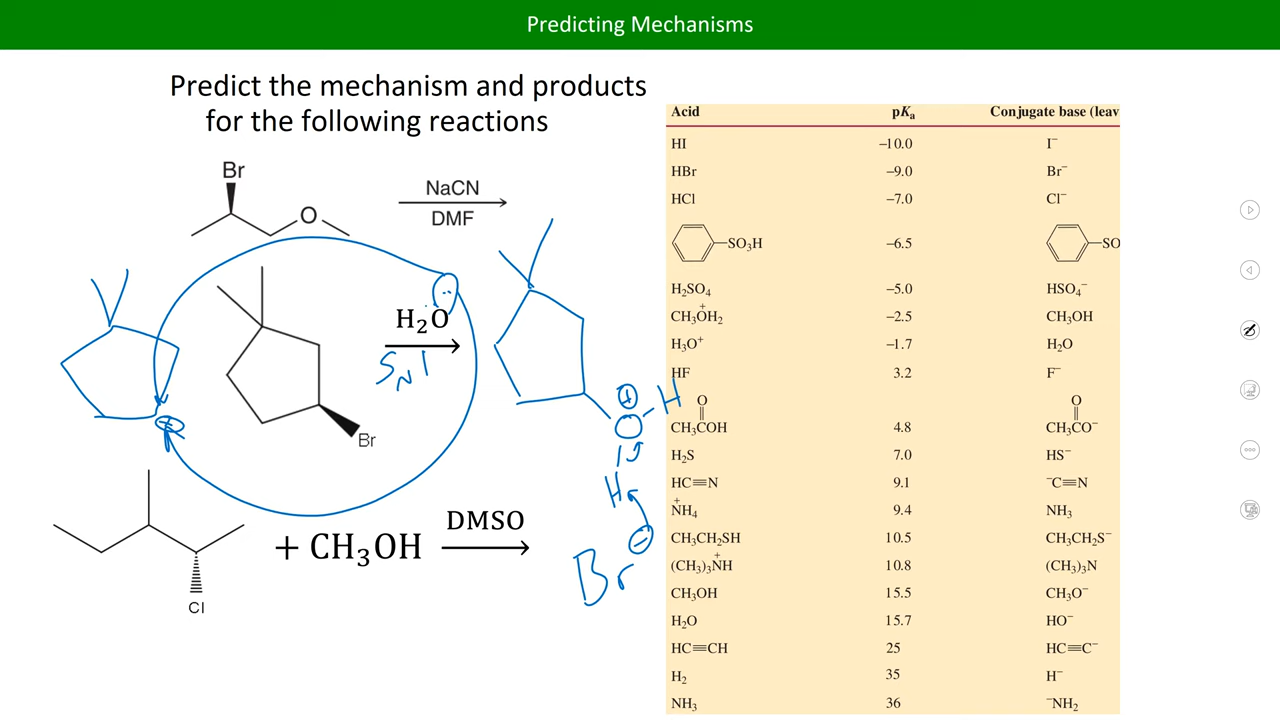 Predicting Mechanisms
Predict the mechanism and products
for the following reactions
Br
O
NaCN
DMF
H₂O
SN1
Br
⊕
⊕
O
H
H
Br ⊖
Cl
+ CH₃OH
DMSO
Acid pKa Conjugate base (leav
HI −10.0 I⁻
HBr −9.0 Br⁻
HCl −7.0 Cl⁻
SO₃H −6.5 SO
H₂SO₄ −5.0 HSO₄⁻
CH₃O⁺H₂ −2.5 CH₃OH
H₃O⁺ −1.7 H₂O
HF 3.2 F⁻
O O
CH₃COH 4.8 CH₃CO⁻
H₂S 7.0 HS⁻
HC≡N 9.1 ⁻C≡N
N⁺H₄ 9.4 NH₃
CH₃CH₂SH 10.5 CH₃CH₂S⁻
(CH₃)₃N⁺H 10.8 (CH₃)₃N
CH₃OH 15.5 CH₃O⁻
H₂O 15.7 HO⁻
HC≡CH 25 HC≡C⁻
H₂ 35 H⁻
NH₃ 36 ⁻NH₂